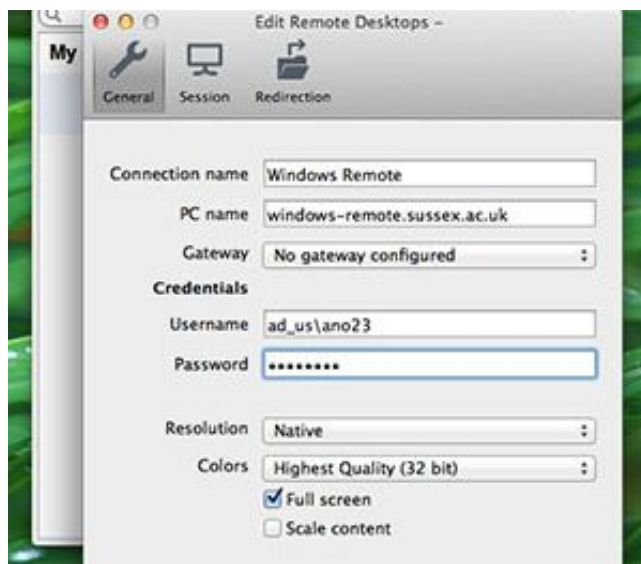 My
Edit Remote Desktops –
General Session Redirection
Connection name Windows Remote
PC name windows-remote.sussex.ac.uk
Gateway No gateway configured
Credentials
Username ad_us\ano23
Password ••••••••
Resolution Native
Colors Highest Quality (32 bit)
Full screen
Scale content